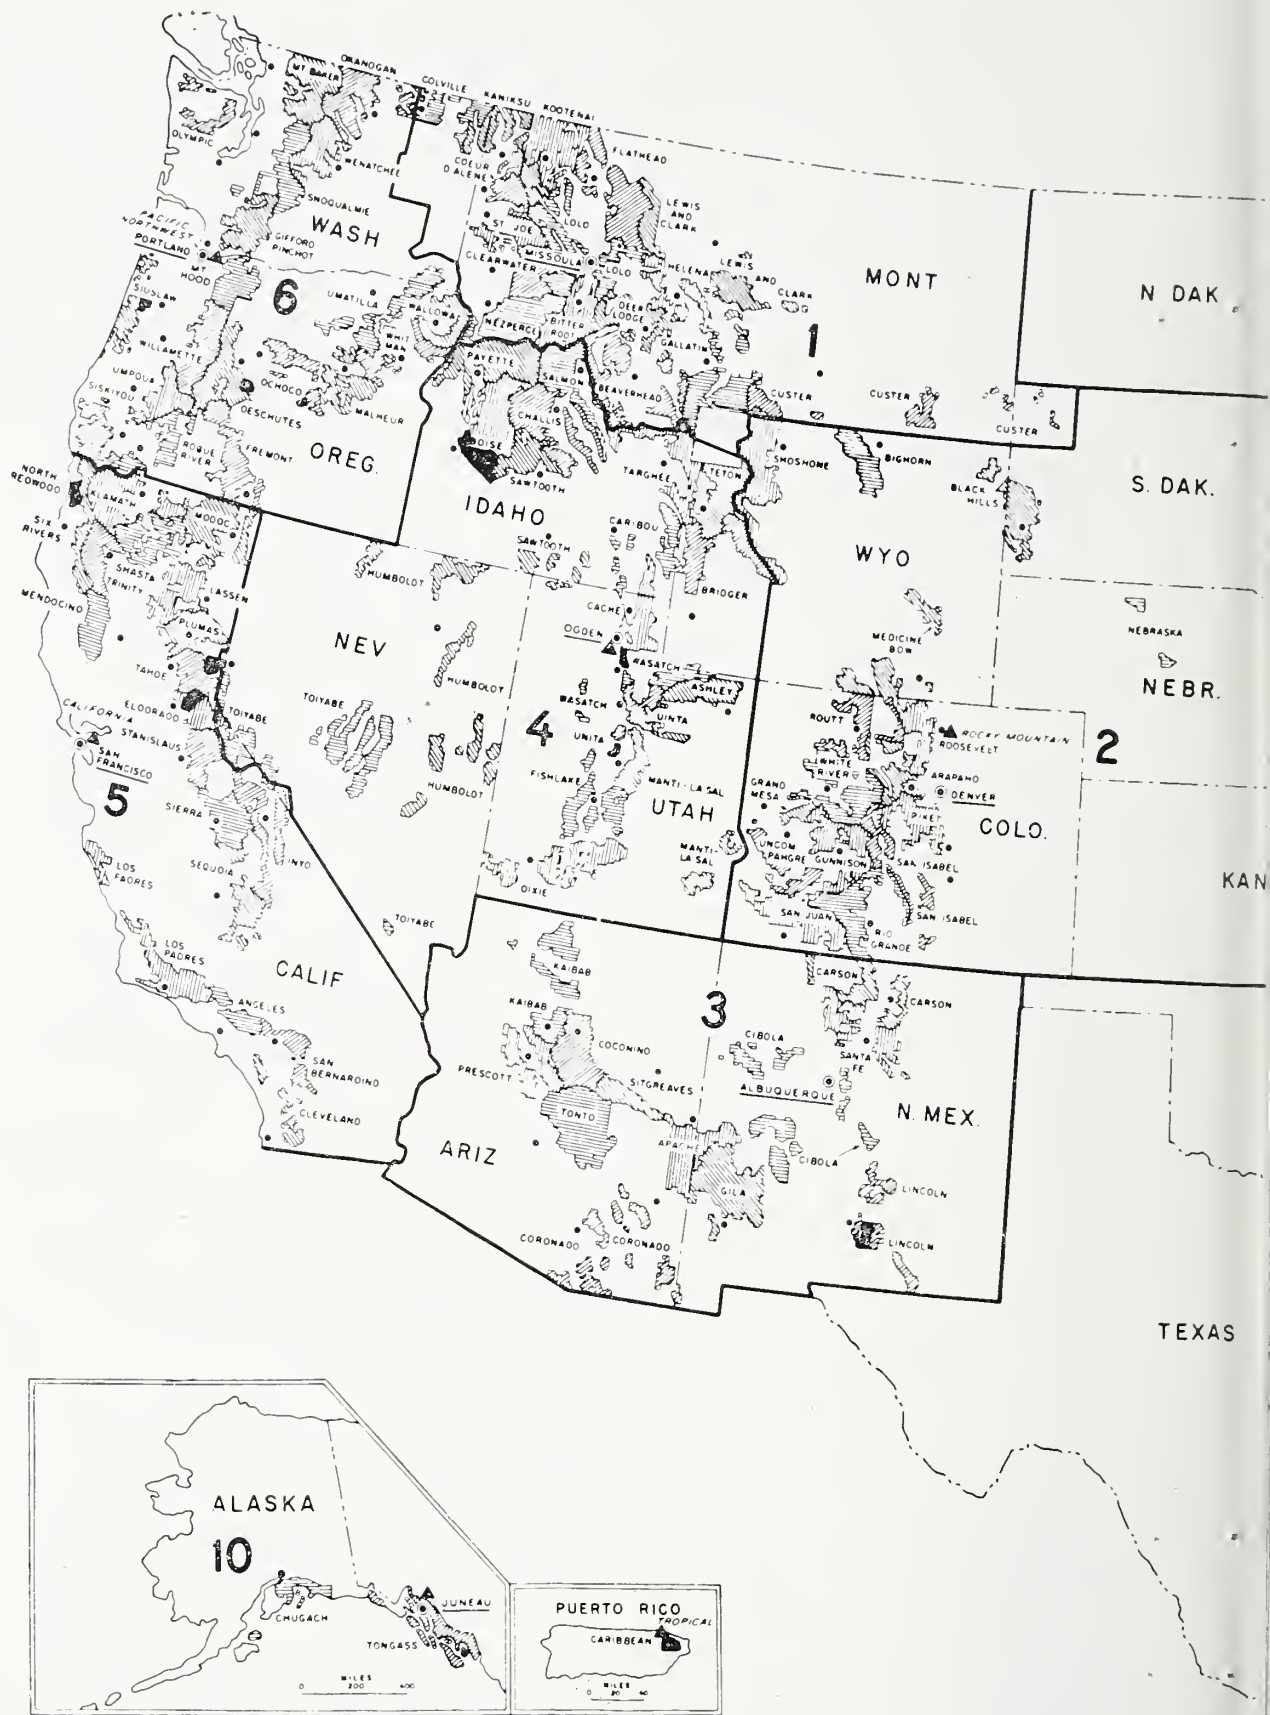 OKANOGAN
MT BAKER
COLVILLE
KANIKSU
KOOTENAI
OLYMPIC
WENATCHEE
COEUR
D ALENE
FLATHEAD
SNOQUALMIE
WASH
LEWIS
AND
CLARK
PACIFIC
NORTHWEST
PORTLAND
GIFFORD
PINCHOT
ST JOE
LOLO
MISSOULA
LOLO
CLEARWATER
HELENA
LEWIS
AND
CLARK
MONT
N DAK
MT
HOOD
6
UMATILLA
SIUSLAW
WALLOWA
WHIT
MAN
NEZPERCE
BITTER
ROOT
DEER
LODGE
GALLATIN
1
WILLAMETTE
PAYETTE
SALMON
BEAVERHEAD
UMPQUA
OCHOCO
SISKIYOU
DESCHUTES
MALHEUR
CHALLIS
CUSTER
CUSTER
CUSTER
ROGUE
RIVER
FREMONT
OREG.
BOISE
SAWTOOTH
TARGHEE
TETON
SHOSHONE
BIGHORN
BLACK
HILLS
S. DAK.
NORTH
REDWOOD
KLAMATH
MODOC
IDAHO
CARIBOU
SIX
RIVERS
SAWTOOTH
WYO
SHASTA
TRINITY
LASSEN
HUMBOLDT
BRIDGER
MENDOCINO
PLUMAS
CACHE
OGDEN
NEV
MEDICINE
BOW
NEBRASKA
NEBR.
TAHOE
WASATCH
ASHLEY
HUMBOLDT
WASATCH
UINTA
ELDORADO
TOIYABE
TOIYABE
4
UNITA
ROUTT
ROCKY MOUNTAIN
ROOSEVELT
2
CALIFORNIA
STANISLAUS
SAN
FRANCISCO
5
WHITE
RIVER
ARAPAHO
DENVER
FISHLAKE
MANTI-LA SAL
GRAND
MESA
HUMBOLDT
UTAH
PIKE
COLO.
SIERRA
SEQUOIA
INYO
MANTI-
LA SAL
UNCOM
PAHGRE
GUNNISON
SAN ISABEL
LOS
PADRES
DIXIE
SAN JUAN
RIO
GRANDE
SAN ISABEL
KAN
TOIYABE
LOS
PADRES
CALIF
KAIBAB
CARSON
CARSON
ANGELES
KAIBAB
3
COCONINO
CIBOLA
SANTA
FE
SAN
BERNARDINO
PRESCOTT
SITGREAVES
ALBUQUERQUE
CLEVELAND
TONTO
N. MEX.
ARIZ
APACHE
CIBOLA
GILA
LINCOLN
CORONADO
CORONADO
LINCOLN
TEXAS
ALASKA
10
CHUGACH
JUNEAU
TONGASS
MILES
0 200 400
PUERTO RICO
TROPICAL
CARIBBEAN
MILES
0 20 40